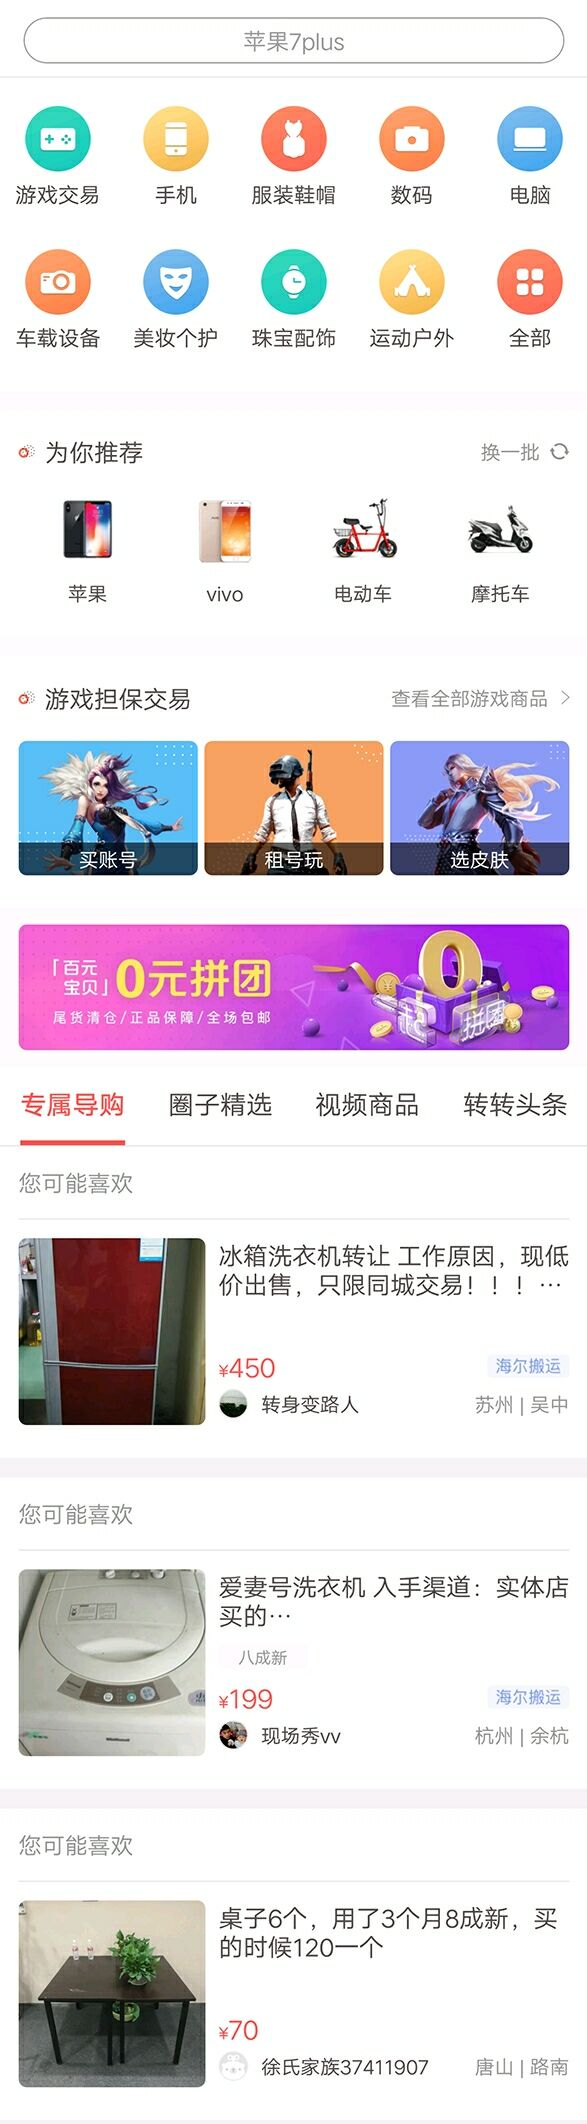 苹果7plus
游戏交易
手机
服装鞋帽
数码
电脑
车载设备
美妆个护
珠宝配饰
运动户外
全部
为你推荐
换一批
苹果
vivo
电动车
摩托车
游戏担保交易
查看全部游戏商品
买账号
租号玩
选皮肤
「百元
宝贝」
0元拼团
尾货清仓/正品保障/全场包邮
0
一起
拼团
专属导购
圈子精选
视频商品
转转头条
您可能喜欢
冰箱洗衣机转让 工作原因，现低
价出售，只限同城交易！！！…
¥450
海尔搬运
转身变路人
苏州 | 吴中
您可能喜欢
爱妻号洗衣机 入手渠道：实体店
买的…
八成新
¥199
海尔搬运
现场秀vv
杭州 | 余杭
您可能喜欢
桌子6个，用了3个月8成新，买
的时候120一个
¥70
徐氏家族37411907
唐山 | 路南